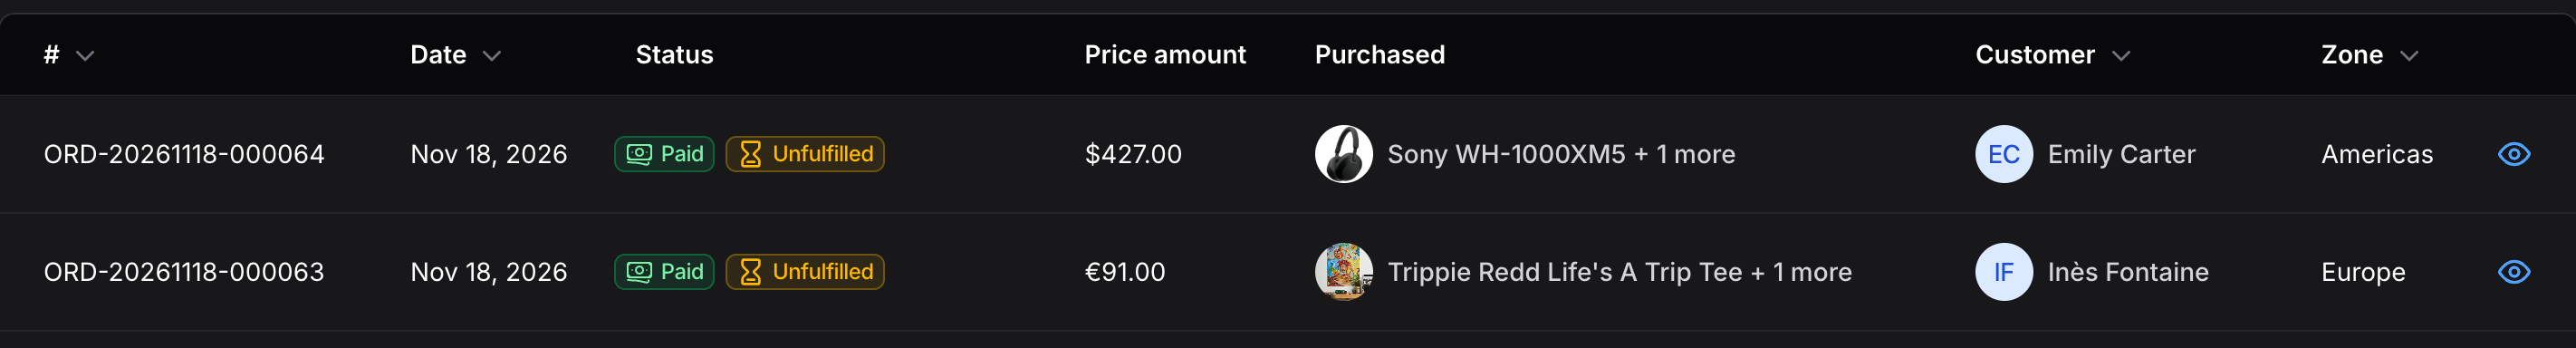 # Date Status Price amount Purchased Customer Zone
ORD-20261118-000064 Nov 18, 2026 Paid Unfulfilled $427.00 Sony WH-1000XM5 + 1 more EC Emily Carter Americas
ORD-20261118-000063 Nov 18, 2026 Paid Unfulfilled €91.00 Trippie Redd Life's A Trip Tee + 1 more IF Inès Fontaine Europe